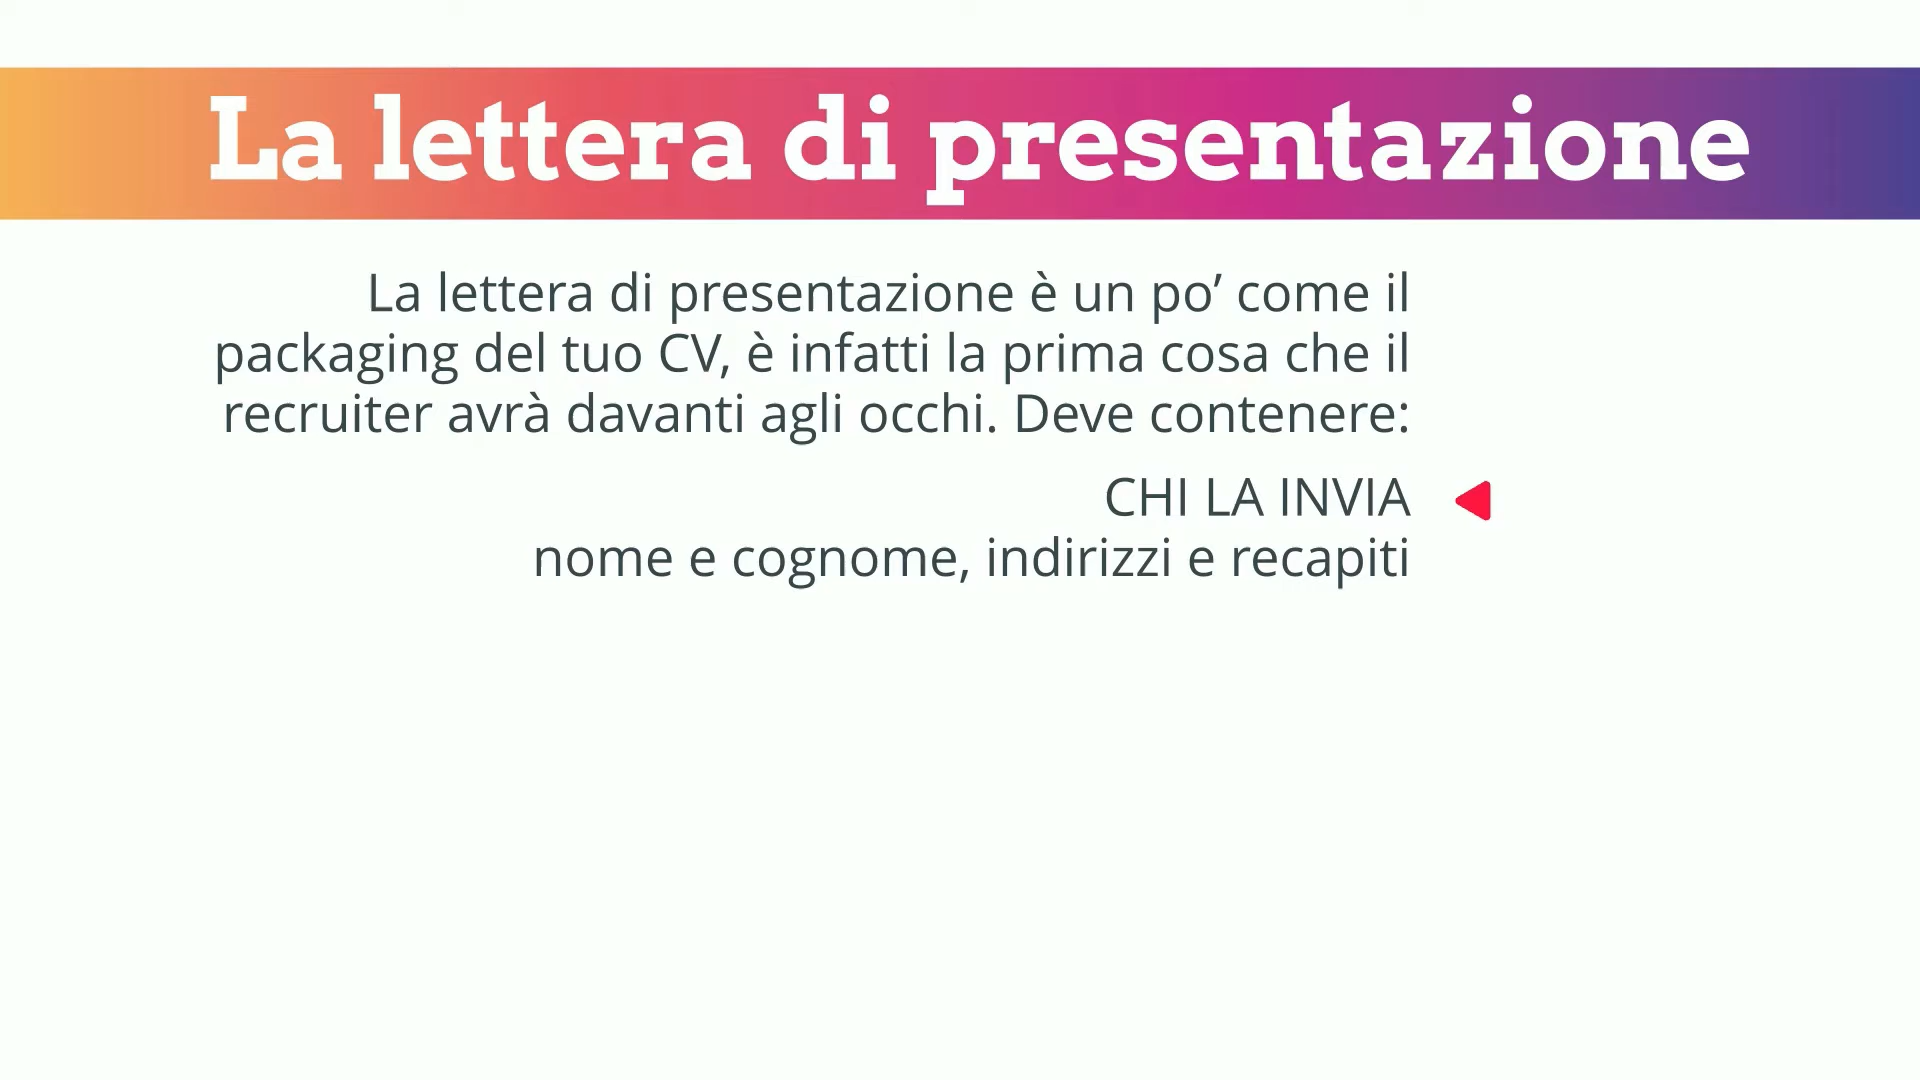 La lettera di presentazione
La lettera di presentazione è un po’ come il
packaging del tuo CV, è infatti la prima cosa che il
recruiter avrà davanti agli occhi. Deve contenere:
CHI LA INVIA
nome e cognome, indirizzi e recapiti